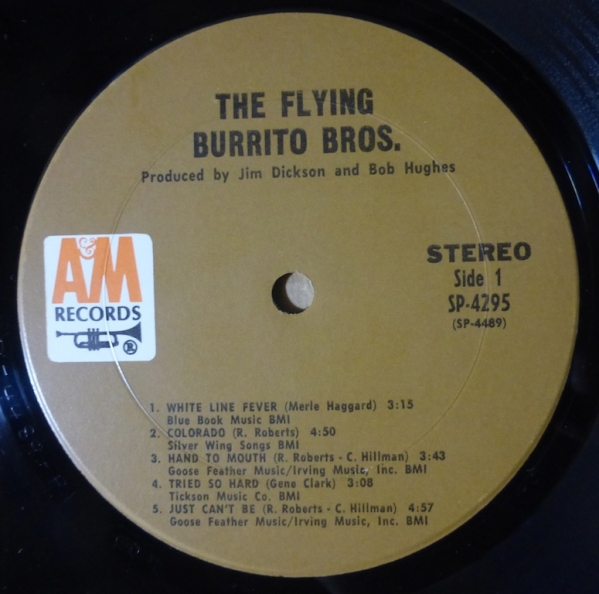 THE FLYING
BURRITO BROS.
Produced by Jim Dickson and Bob Hughes
A&M
RECORDS
®
STEREO
Side 1
SP-4295
(SP-4489)
1. WHITE LINE FEVER (Merle Haggard) 3:15
Blue Book Music BMI
2. COLORADO (R. Roberts) 4:50
Silver Wing Songs BMI
3. HAND TO MOUTH (R. Roberts - C. Hillman) 3:43
Goose Feather Music/Irving Music, Inc. BMI
4. TRIED SO HARD (Gene Clark) 3:08
Tickson Music Co. BMI
5. JUST CAN'T BE (R. Roberts - C. Hillman) 4:57
Goose Feather Music/Irving Music, Inc. BMI